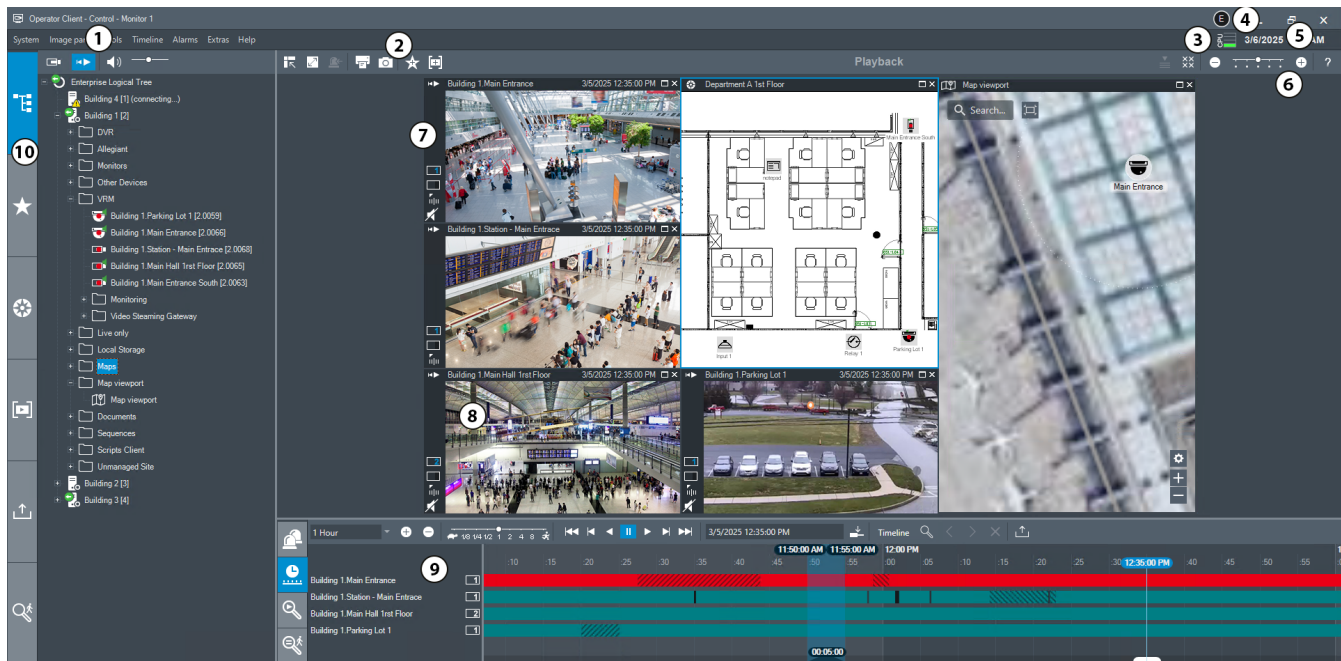 Operator Client - Control - Monitor 1
E
4
System Image pan
1
ols Timeline Alarms Extras Help
2
3
3/6/2025
5
AM
Playback
?
6
Enterprise Logical Tree
Building 4 [1] (connecting...)
Building 1 [2]
DVR
Allegiant
Monitors
Other Devices
VRM
Building 1.Parking Lot 1 [2.0059]
Building 1.Main Entrance [2.0066]
Building 1.Station - Main Entrace [2.0068]
Building 1.Main Hall 1rst Floor [2.0065]
Building 1.Main Entrance South [2.0063]
Monitoring
Video Steaming Gateway
Live only
Local Storage
Maps
Map viewport
Map viewport
Documents
Sequences
Scripts Client
Unmanaged Site
Building 2 [3]
Building 3 [4]
10
7
Building 1.Main Entrance 3/5/2025 12:35:00 PM
1
Building 1.Station - Main Entrace 3/5/2025 12:35:00 PM
1
Building 1.Main Hall 1rst Floor 3/5/2025 12:35:00 PM
8
2
Department A 1st Floor
Main Entrance South
notepad
Input 1
Relay 1
Parking Lot 1
Building 1.Parking Lot 1 3/5/2025 12:35:00 PM
1
Map viewport
Search...
Main Entrance
1 Hour
1/8 1/4 1/2 1 2 4 8
3/5/2025 12:35:00 PM
Timeline
9
11:50:00 AM 11:55:00 AM 12:00 PM
:10 :15 :20 :25 :30 :35 :40 :45 :50 :55 :00 :05 :10 :15 :20 :25 :30 12:35:00 PM :40 :45 :50 :55
Building 1.Main Entrance 1
Building 1.Station - Main Entrace 1
Building 1.Main Hall 1rst Floor 2
Building 1.Parking Lot 1 1
00:05:00